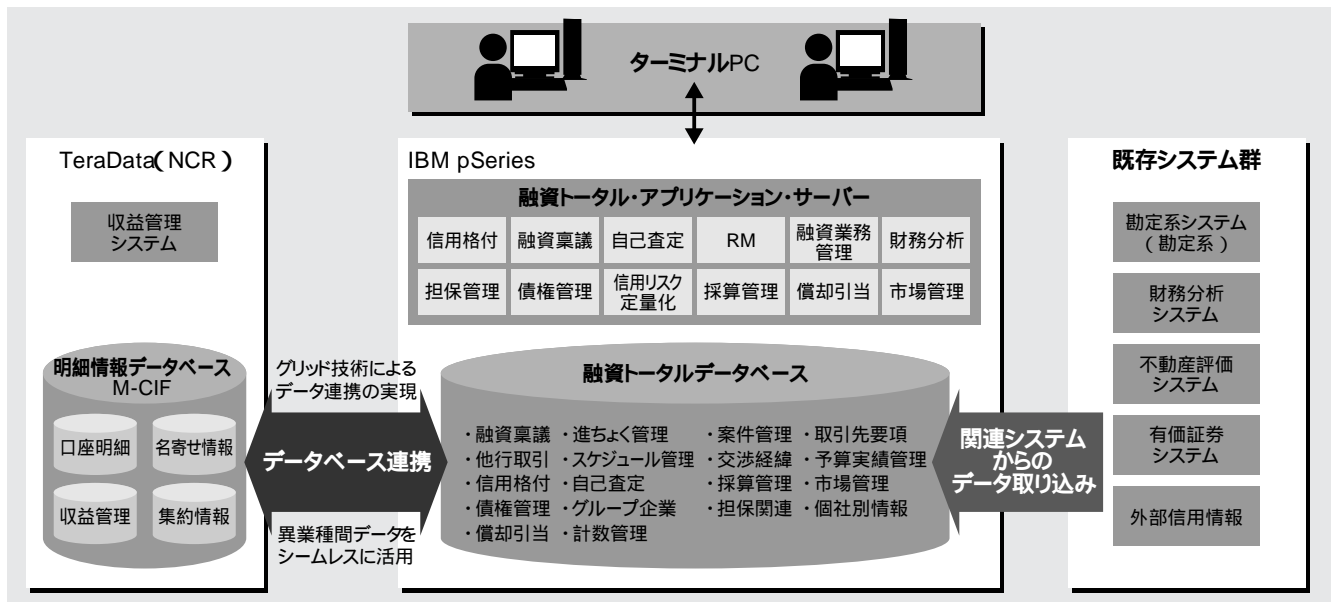 ターミナルPC
TeraData(NCR)
収益管理
システム
明細情報データベース
M-CIF
口座明細
名寄せ情報
収益管理
集約情報
グリッド技術による
データ連携の実現
データベース連携
異業種間データを
シームレスに活用
IBM pSeries
融資トータル・アプリケーション・サーバー
信用格付
融資稟議
自己査定
RM
融資業務
管理
財務分析
担保管理
債権管理
信用リスク
定量化
採算管理
償却引当
市場管理
融資トータルデータベース
・融資稟議 ・進ちょく管理 ・案件管理 ・取引先要項
・他行取引 ・スケジュール管理 ・交渉経緯 ・予算実績管理
・信用格付 ・自己査定 ・採算管理 ・市場管理
・債権管理 ・グループ企業 ・担保関連 ・個社別情報
・償却引当 ・計数管理
関連システム
からの
データ取り込み
既存システム群
勘定系システム
(勘定系)
財務分析
システム
不動産評価
システム
有価証券
システム
外部信用情報